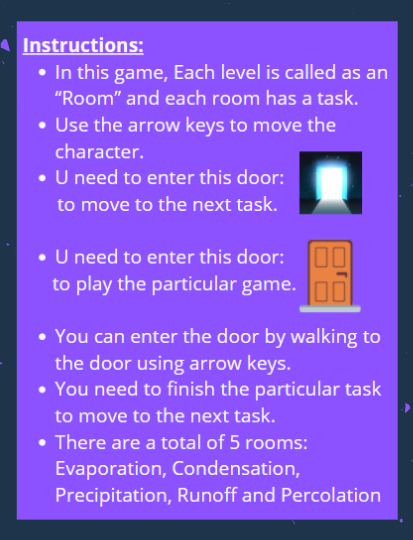 Instructions:
• In this game, Each level is called as an
“Room” and each room has a task.
• Use the arrow keys to move the
character.
• U need to enter this door:
to move to the next task.
• U need to enter this door:
to play the particular game.
• You can enter the door by walking to
the door using arrow keys.
• You need to finish the particular task
to move to the next task.
• There are a total of 5 rooms:
Evaporation, Condensation,
Precipitation, Runoff and Percolation